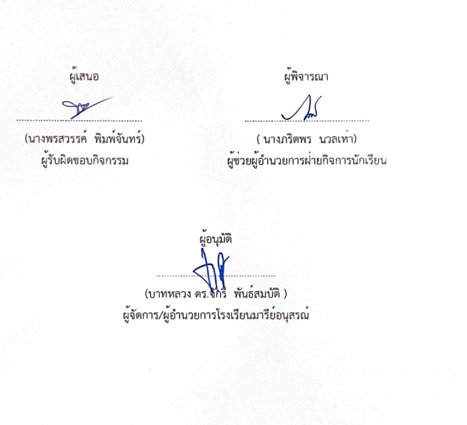 ผู้เสนอ
(นางพรสวรรค์ พิมพ์จันทร์)
ผู้รับผิดชอบกิจกรรม
ผู้พิจารณา
( นางภริตพร นวลเท่า)
ผู้ช่วยผู้อำนวยการฝ่ายกิจการนักเรียน
ผู้อนุมัติ
(บาทหลวง ดร.จักรี พันธ์สมบัติ )
ผู้จัดการ/ผู้อำนวยการโรงเรียนมารีย์อนุสรณ์